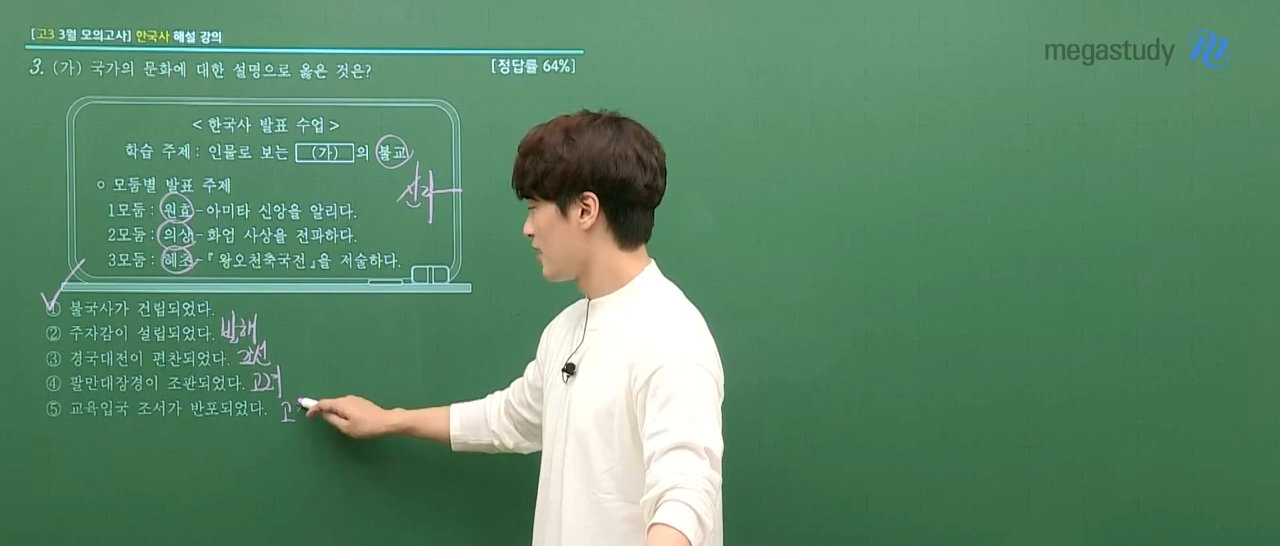 [고3 3월 모의고사] 한국사 해설 강의
megastudy
3. (가) 국가의 문화에 대한 설명으로 옳은 것은?
[정답률 64%]
< 한국사 발표 수업 >
학습 주제 : 인물로 보는 (가) 의 불교
신라
○ 모둠별 발표 주제
1모둠 : 원효 - 아미타 신앙을 알리다.
2모둠 : 의상 - 화엄 사상을 전파하다.
3모둠 : 혜초 - 『왕오천축국전』을 저술하다.
① 불국사가 건립되었다.
② 주자감이 설립되었다. 발해
③ 경국대전이 편찬되었다. 조선
④ 팔만대장경이 조판되었다. 고려
⑤ 교육입국 조서가 반포되었다. 고